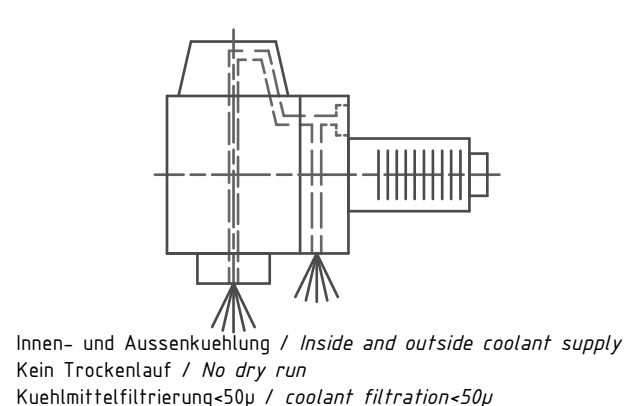 Innen- und Aussenkuehlung / Inside and outside coolant supply
Kein Trockenlauf / No dry run
Kuehlmittelfiltrierung<50µ / coolant filtration<50µ